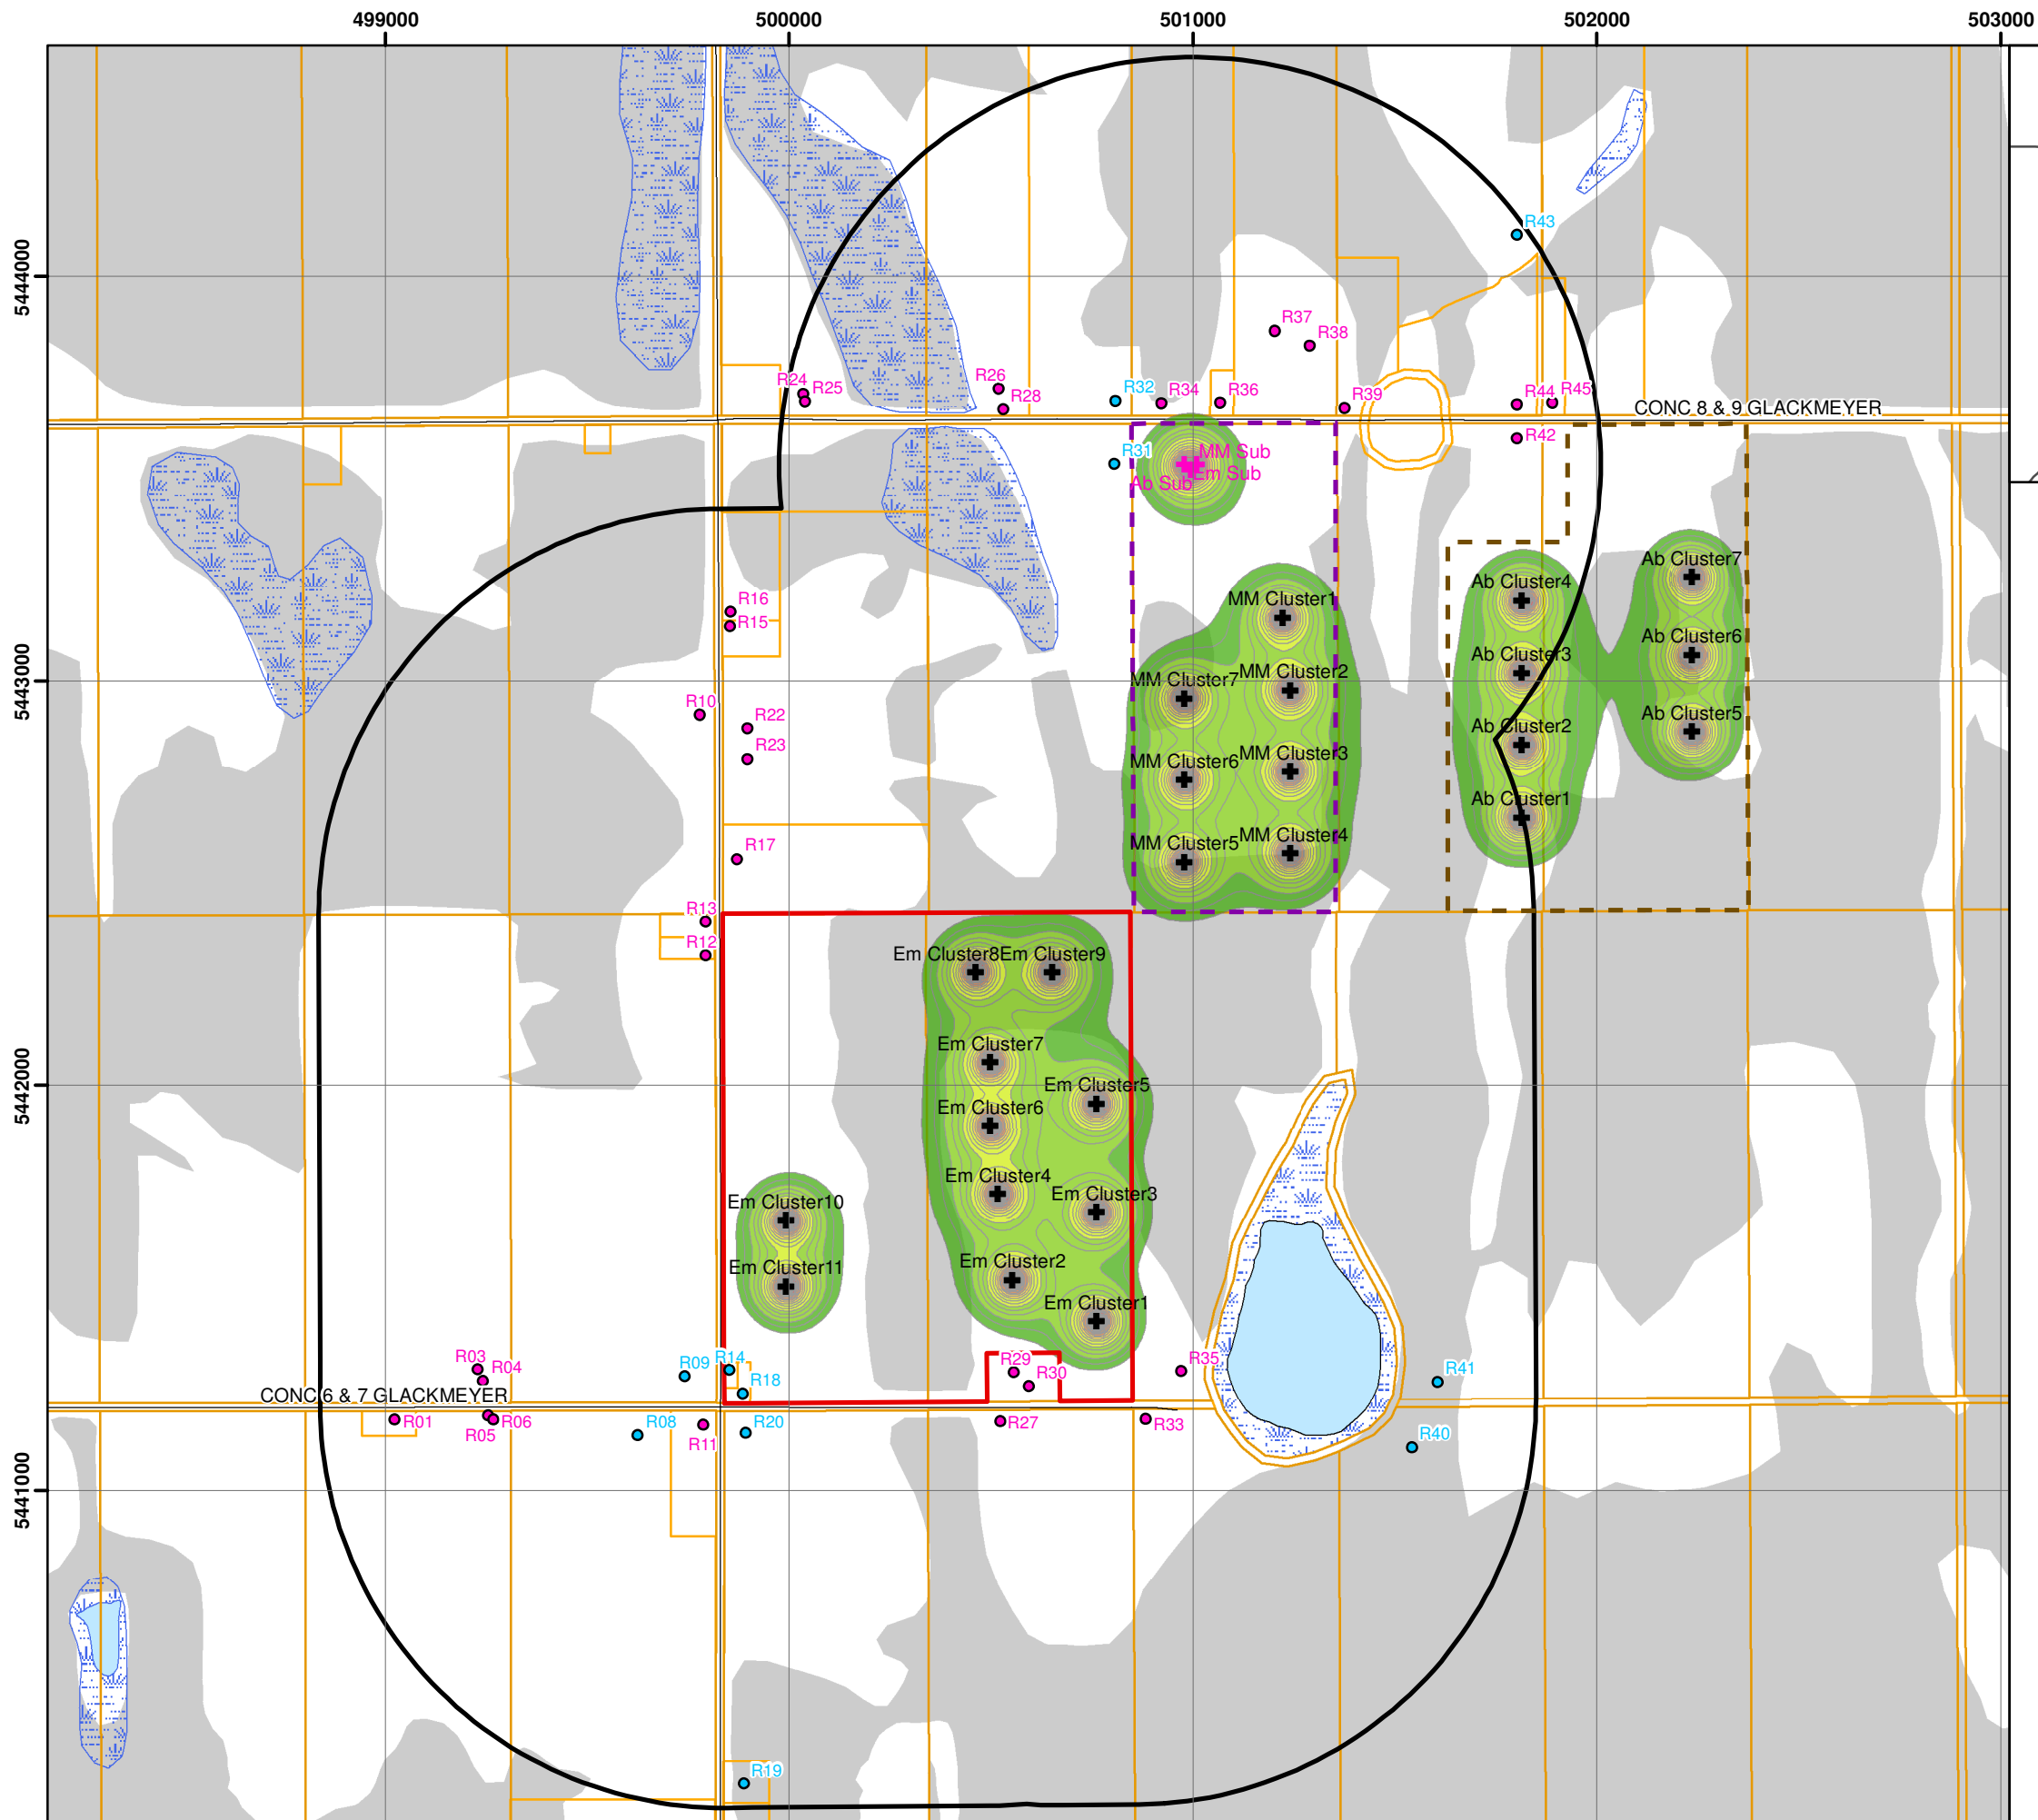 499000
500000
501000
502000
503000
5444000
5443000
5442000
5441000
R43
R37
R38
R24
R25
R26
R28
R32
R34
R36
R39
R44
R45
CONC 8 & 9 GLACKMEYER
R42
R31
MM Sub
Em Sub
Ab Sub
Ab Cluster7
Ab Cluster4
MM Cluster1
R16
R15
Ab Cluster6
Ab Cluster3
MM Cluster7
MM Cluster2
R10
R22
R23
Ab Cluster5
Ab Cluster2
MM Cluster6
MM Cluster3
Ab Cluster1
MM Cluster5
MM Cluster4
R17
R13
R12
Em Cluster8
Em Cluster9
Em Cluster7
Em Cluster5
Em Cluster6
Em Cluster4
Em Cluster3
Em Cluster10
Em Cluster2
Em Cluster11
Em Cluster1
R03
R04
R09
R14
R18
R29
R30
R35
R41
CONC 6 & 7 GLACKMEYER
R01
R05
R06
R08
R11
R20
R27
R33
R40
R19